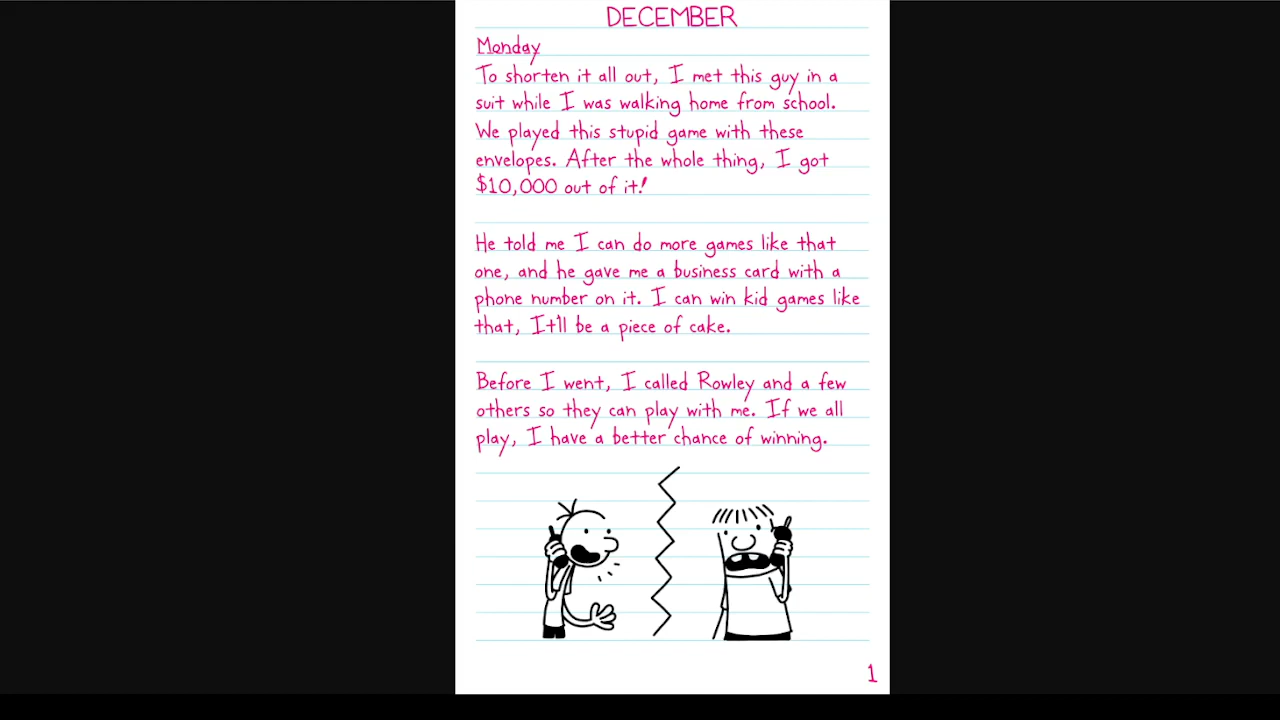 DECEMBER
Monday
To shorten it all out, I met this guy in a
suit while I was walking home from school.
We played this stupid game with these
envelopes. After the whole thing, I got
$10,000 out of it!
He told me I can do more games like that
one, and he gave me a business card with a
phone number on it. I can win kid games like
that, It'll be a piece of cake.
Before I went, I called Rowley and a few
others so they can play with me. If we all
play, I have a better chance of winning.
1